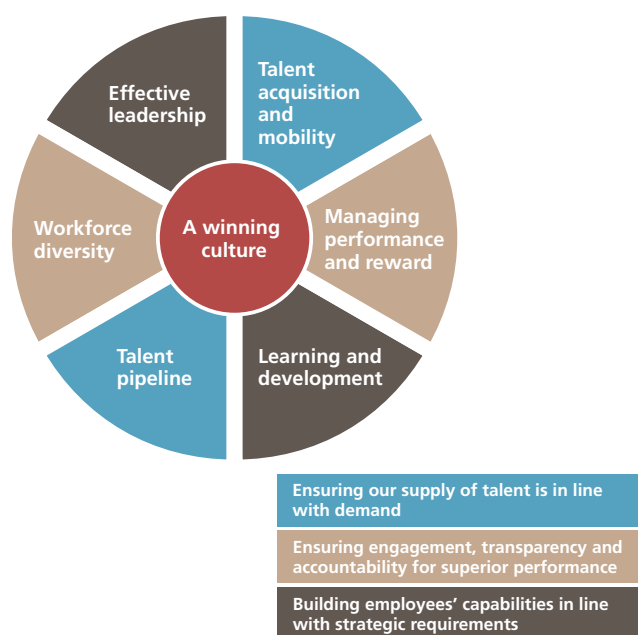 Effective
leadership
Talent
acquisition
and
mobility
Workforce
diversity
A winning
culture
Managing
performance
and reward
Talent
pipeline
Learning and
development
Ensuring our supply of talent is in line
with demand
Ensuring engagement, transparency and
accountability for superior performance
Building employees’ capabilities in line
with strategic requirements